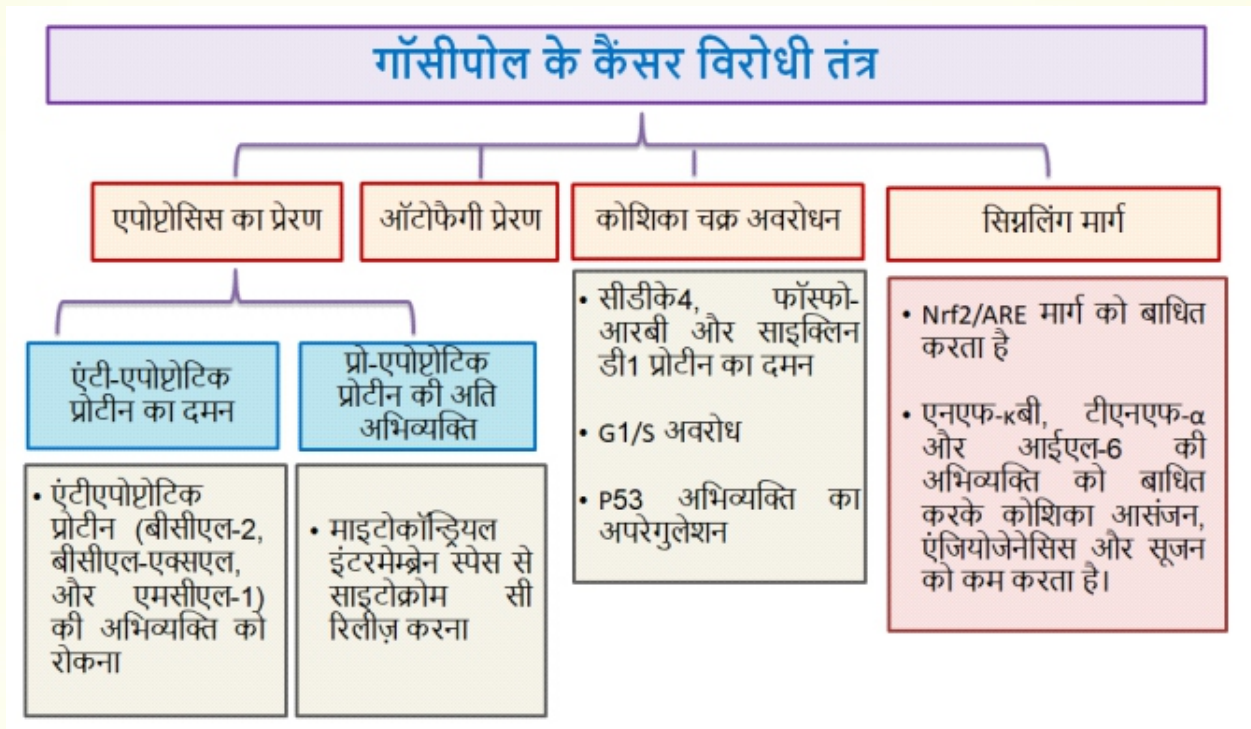 गॉसीपोल के कैंसर विरोधी तंत्र
एपोप्टोसिस का प्रेरण
ऑटोफैगी प्रेरण
कोशिका चक्र अवरोधन
सिग्नलिंग मार्ग
एंटी-एपोप्टोटिक
प्रोटीन का दमन
प्रो-एपोप्टोटिक
प्रोटीन की अति
अभिव्यक्ति
• एंटीएपोप्टोटिक
प्रोटीन (बीसीएल-2,
बीसीएल-एक्सएल,
और एमसीएल-1)
की अभिव्यक्ति को
रोकना
• माइटोकॉन्ड्रियल
इंटरमेम्ब्रेन स्पेस से
साइटोक्रोम सी
रिलीज़ करना
• सीडीके4, फॉस्फो-
आरबी और साइक्लिन
डी1 प्रोटीन का दमन
• G1/S अवरोध
• P53 अभिव्यक्ति का
अपरेगुलेशन
• Nrf2/ARE मार्ग को बाधित
करता है
• एनएफ-κबी, टीएनएफ-α
और आईएल-6 की
अभिव्यक्ति को बाधित
करके कोशिका आसंजन,
एंजियोजेनेसिस और सूजन
को कम करता है।